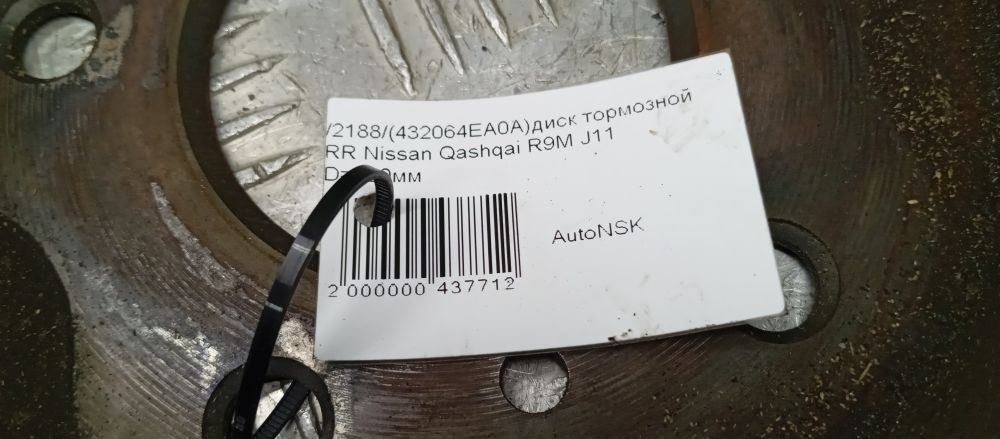 /2188/(432064EA0A)диск тормозной
RR Nissan Qashqai R9M J11
AutoNSK
2 000000 437712